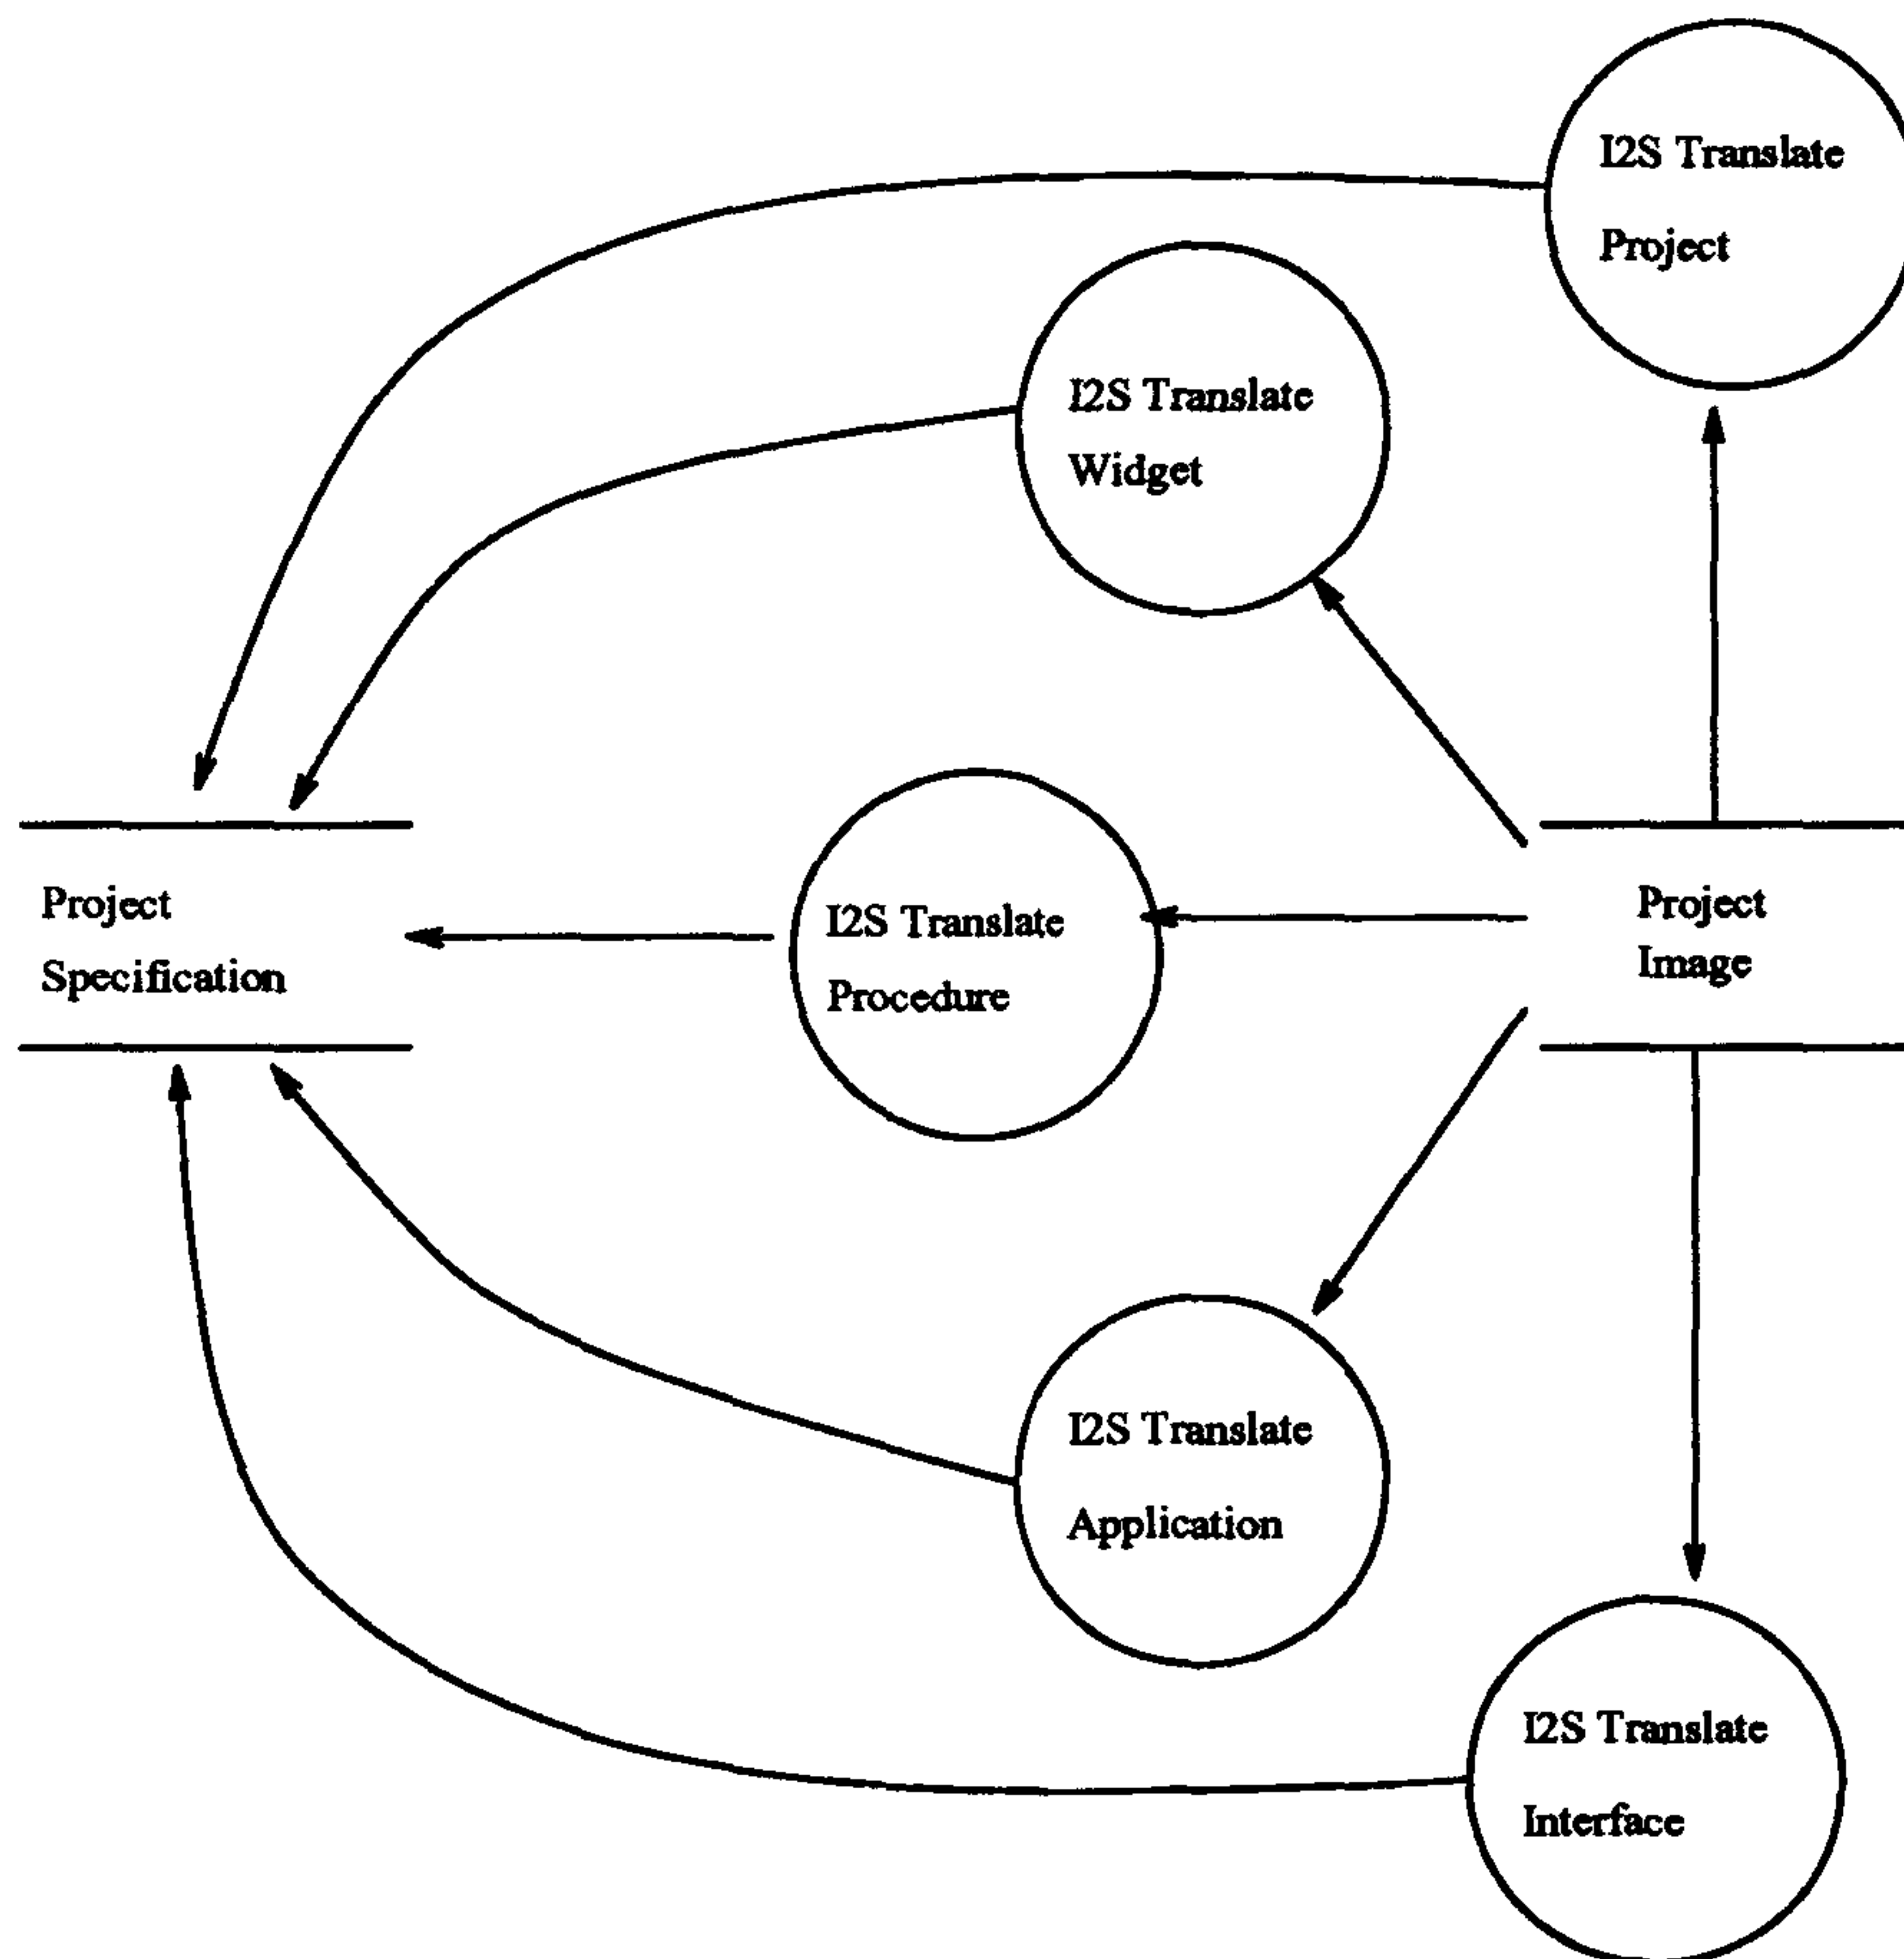 I2S Translate
Project
I2S Translate
Widget
Project
Specification
I2S Translate
Procedure
Project
Image
I2S Translate
Application
I2S Translate
Interface